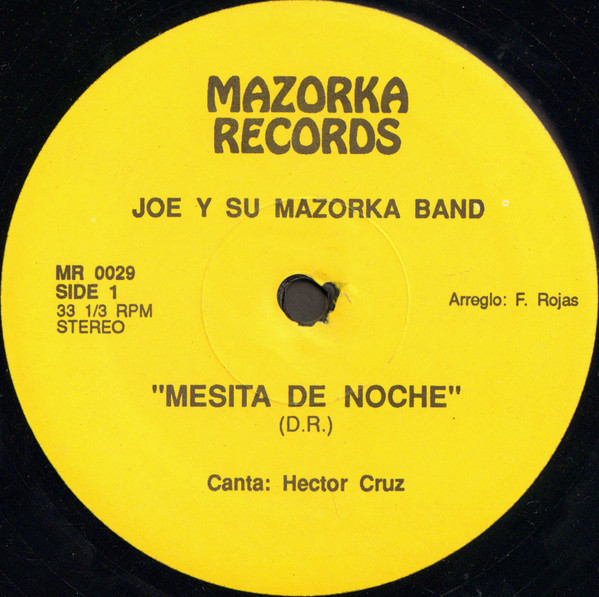 MAZORKA
RECORDS
JOE Y SU MAZORKA BAND
MR 0029
SIDE 1
33 1/3 RPM
STEREO
Arreglo: F. Rojas
"MESITA DE NOCHE"
(D.R.)
Canta: Hector Cruz